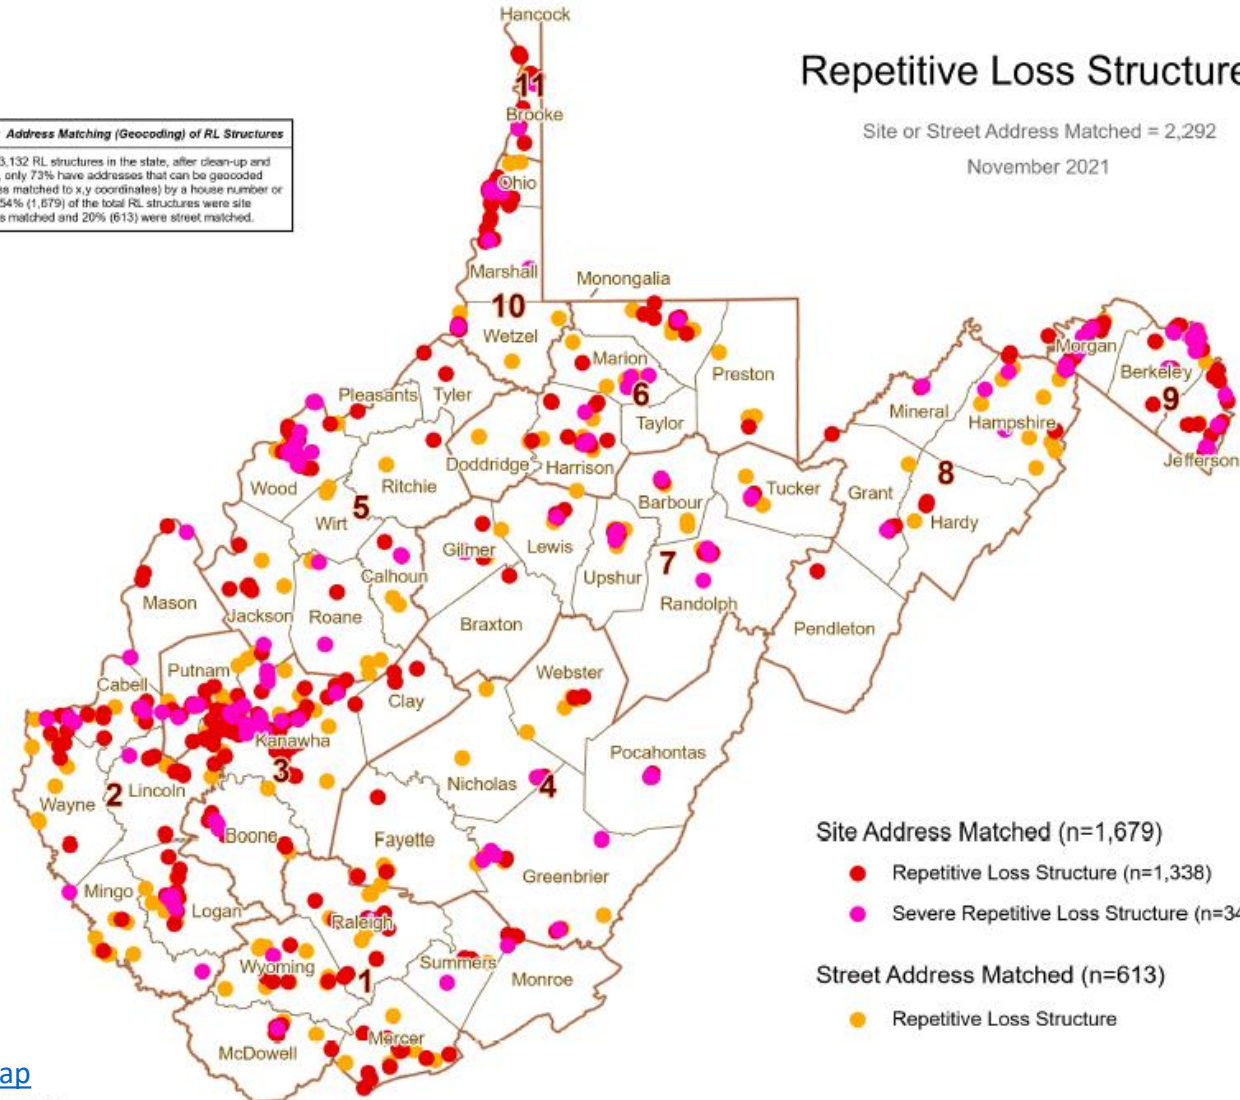 Hancock
Repetitive Loss Structure
11
Address Matching (Geocoding) of RL Structures
Brooke
Site or Street Address Matched = 2,292
3,132 RL structures in the state, after clean-up and
, only 73% have addresses that can be geocoded
ss matched to x,y coordinates) by a house number or
54% (1,679) of the total RL structures were site
s matched and 20% (613) were street matched.
November 2021
Ohio
Marshall
Monongalia
10
Wetzel
Marion
Morgan
Preston
Berkeley
Pleasants
Tyler
6
9
Mineral
Taylor
Hampshire
Doddridge
Harrison
Jefferson
8
Wood
Ritchie
Tucker
Grant
Barbour
5
Wirt
Hardy
Gilmer
Lewis
7
Calhoun
Upshur
Mason
Randolph
Jackson
Roane
Braxton
Pendleton
Putnam
Webster
Cabell
Clay
Kanawha
Pocahontas
3
Nicholas
4
2
Lincoln
Wayne
Boone
Fayette
Site Address Matched (n=1,679)
Repetitive Loss Structure (n=1,338)
Greenbrier
Mingo
Logan
Severe Repetitive Loss Structure (n=34
Raleigh
Summers
Wyoming
1
Monroe
Street Address Matched (n=613)
Repetitive Loss Structure
Mercer
McDowell
ap